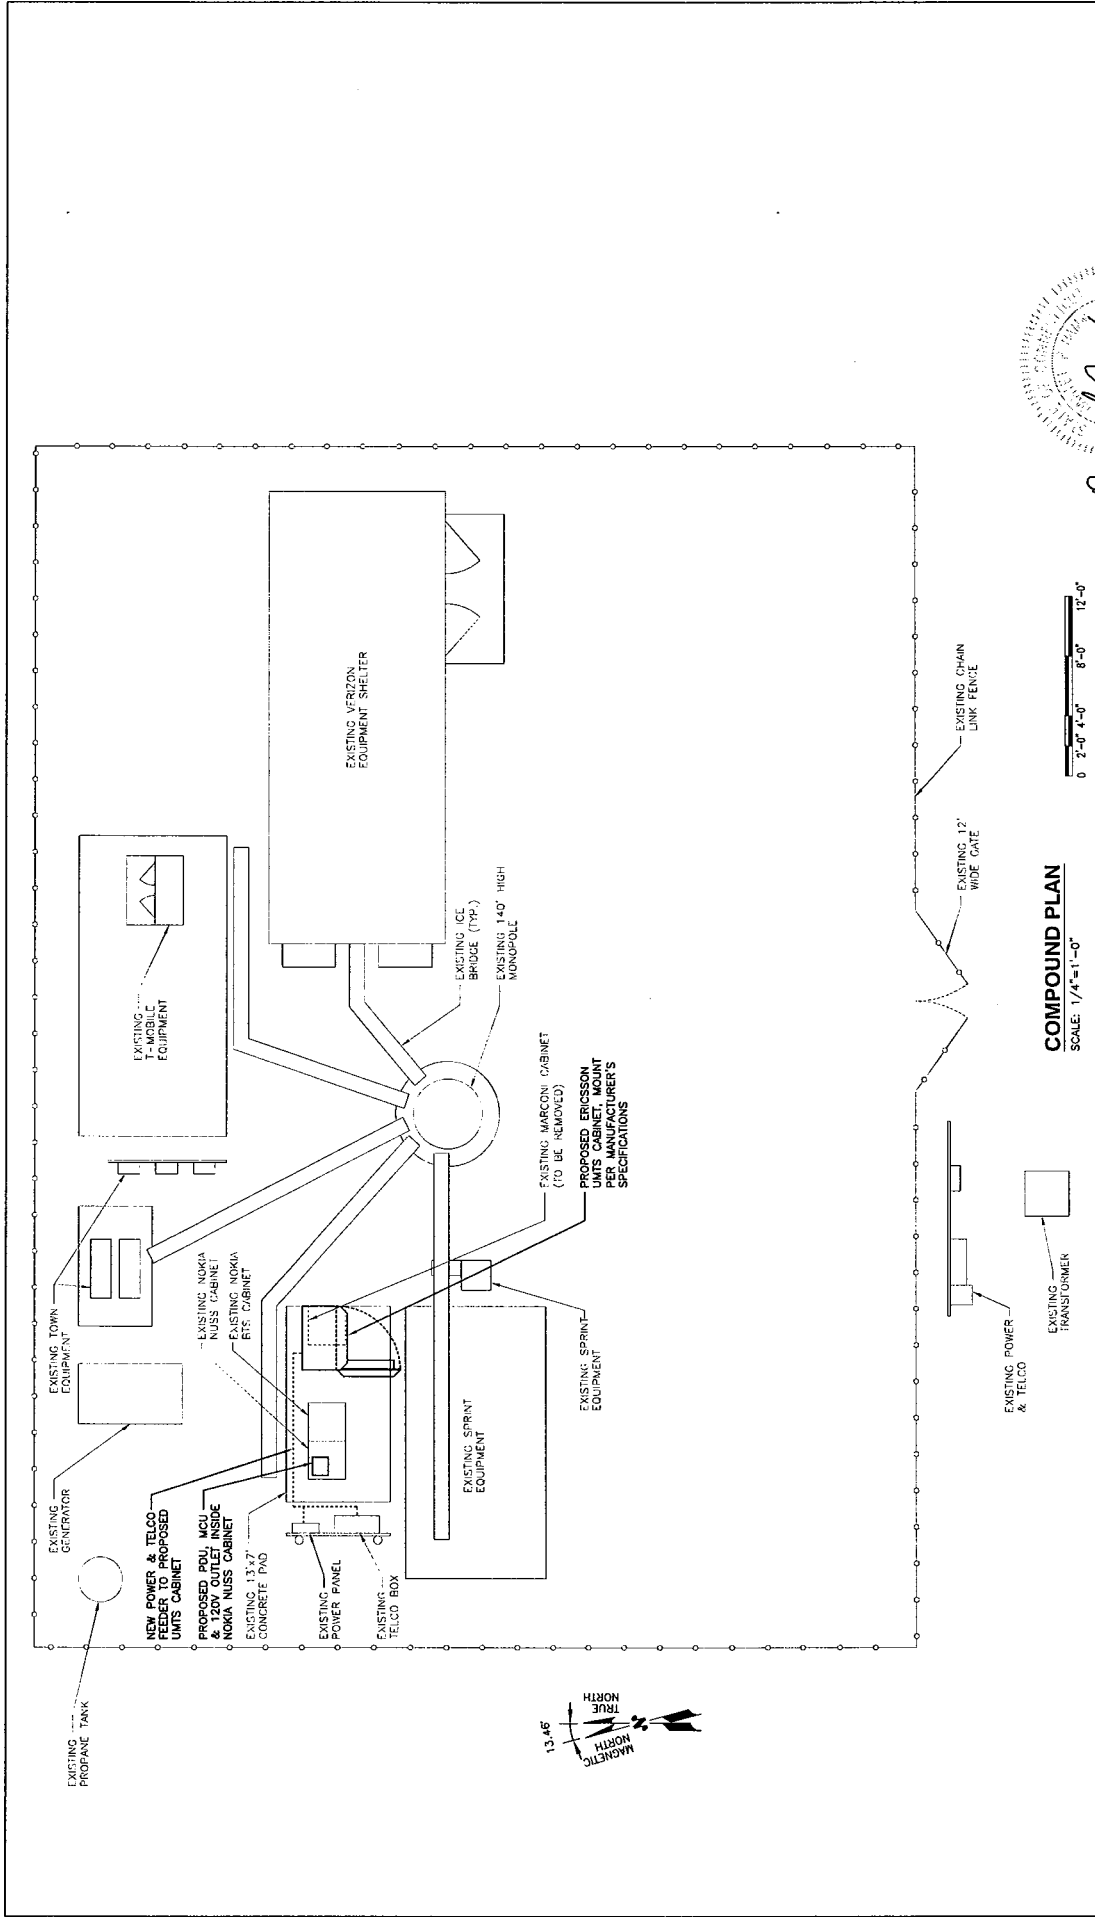 EXISTING
PROPANE TANK
EXISTING
GENERATOR
EXISTING TOWN
EQUIPMENT
EXISTING
T-MOBILE
EQUIPMENT
NEW POWER & TELCO
FEEDER TO PROPOSED
UMTS CABINET
PROPOSED PDU, MCU
& 120V OUTLET INSIDE
NOKIA NUSS CABINET
EXISTING 13'x7'
CONCRETE PAD
EXISTING NOKIA
NUSS CABINET
EXISTING NOKIA
BTS CABINET
EXISTING
POWER PANEL
EXISTING
TELCO BOX
EXISTING VERIZON
EQUIPMENT SHELTER
EXISTING ICE
BRIDGE (TYP.)
EXISTING 140' HIGH
MONOPOLE
EXISTING MARCONI CABINET
(TO BE REMOVED)
PROPOSED ERICSSON
UMTS CABINET, MOUNT
PER MANUFACTURER'S
SPECIFICATIONS
EXISTING SPRINT
EQUIPMENT
EXISTING SPRINT
EQUIPMENT
13.46°
MAGNETIC
NORTH
TRUE
NORTH
N
EXISTING POWER
& TELCO
EXISTING
TRANSFORMER
EXISTING 12'
WIDE GATE
EXISTING CHAIN
LINK FENCE
COMPOUND PLAN
SCALE: 1/4"=1'-0"
0 2'-0" 4'-0" 8'-0" 12'-0"